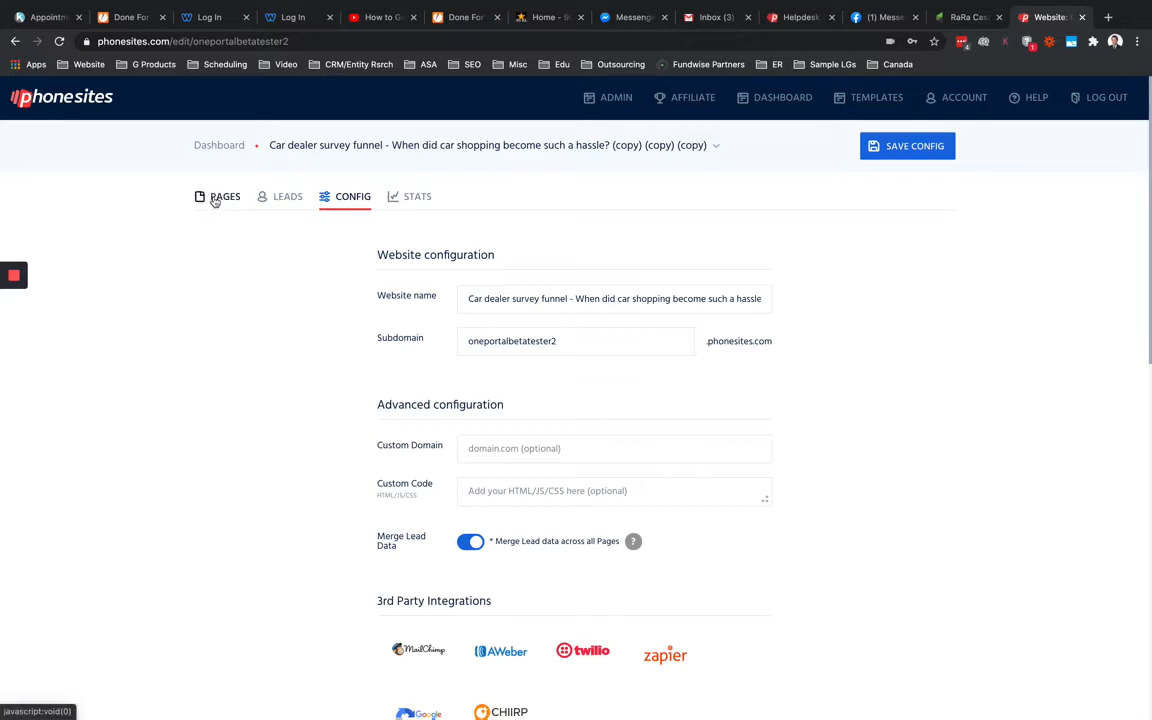 Appointm
Done For
Log In
Log In
How to G
Done For
Home - 9
Messeng
Inbox (3)
Helpdesk
(1) Messe
RaRa Cas
Website: C
phonesites.com/edit/oneportalbetatester2
4
1
Apps
Website
G Products
Scheduling
Video
CRM/Entity Rsrch
ASA
SEO
Misc
Edu
Outsourcing
Fundwise Partners
ER
Sample LGs
Canada
phonesites
ADMIN
AFFILIATE
DASHBOARD
TEMPLATES
ACCOUNT
HELP
LOG OUT
Dashboard • Car dealer survey funnel - When did car shopping become such a hassle? (copy) (copy) (copy)
SAVE CONFIG
PAGES
LEADS
CONFIG
STATS
Website configuration
Website name
Car dealer survey funnel - When did car shopping become such a hassle
Subdomain
oneportalbetatester2
.phonesites.com
Advanced configuration
Custom Domain
domain.com (optional)
Custom Code
HTML/JS/CSS
Add your HTML/JS/CSS here (optional)
Merge Lead
Data
* Merge Lead data across all Pages ?
3rd Party Integrations
MailChimp
AWeber
twilio
zapier
Google
CHIIRP
javascript:void(0)